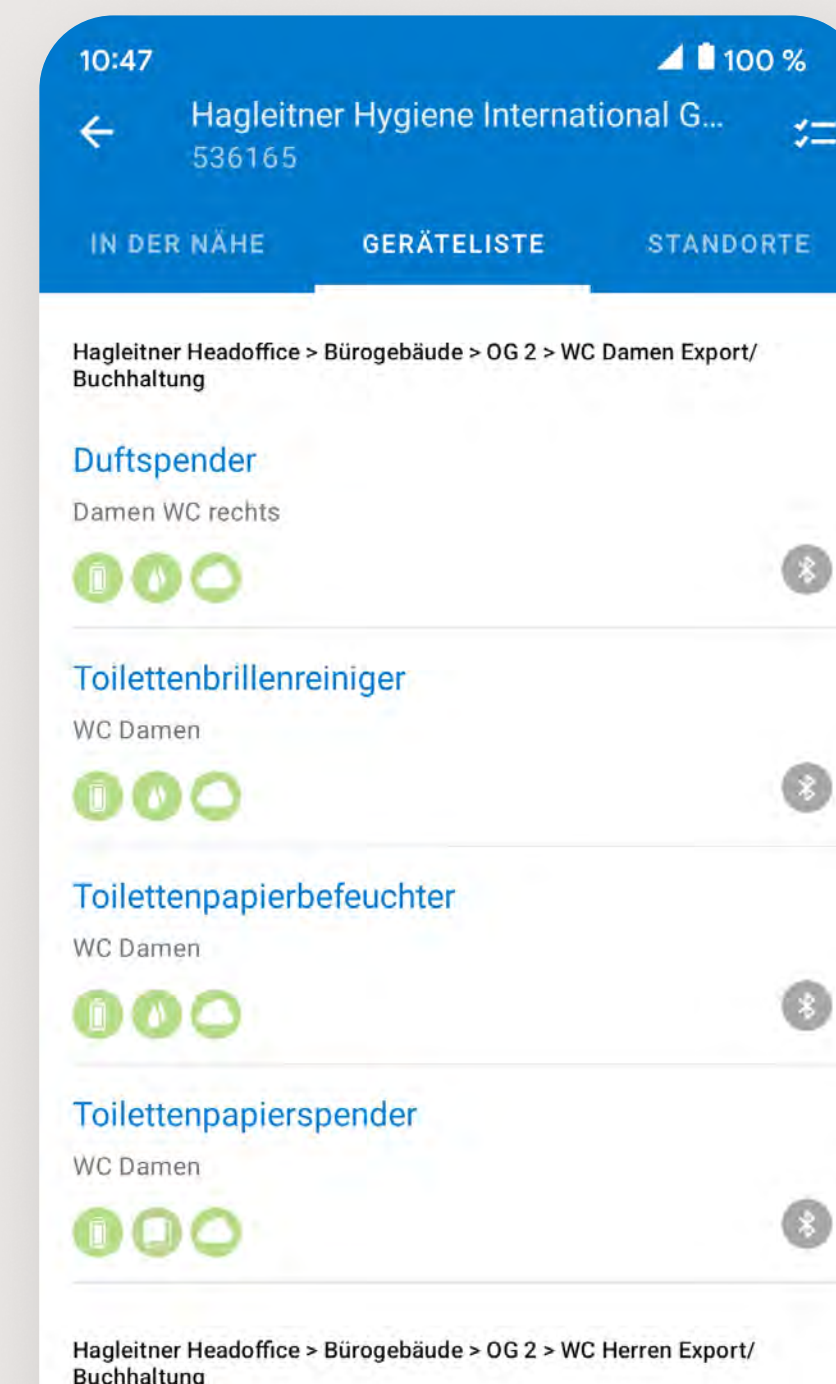 10:47
100 %
Hagleitner Hygiene International G...
536165
IN DER NÄHE
GERÄTELISTE
STANDORTE
Hagleitner Headoffice > Bürogebäude > OG 2 > WC Damen Export/
Buchhaltung
Duftspender
Damen WC rechts
Toilettenbrillenreiniger
WC Damen
Toilettenpapierbefeuchter
WC Damen
Toilettenpapierspender
WC Damen
Hagleitner Headoffice > Bürogebäude > OG 2 > WC Herren Export/
Buchhaltung